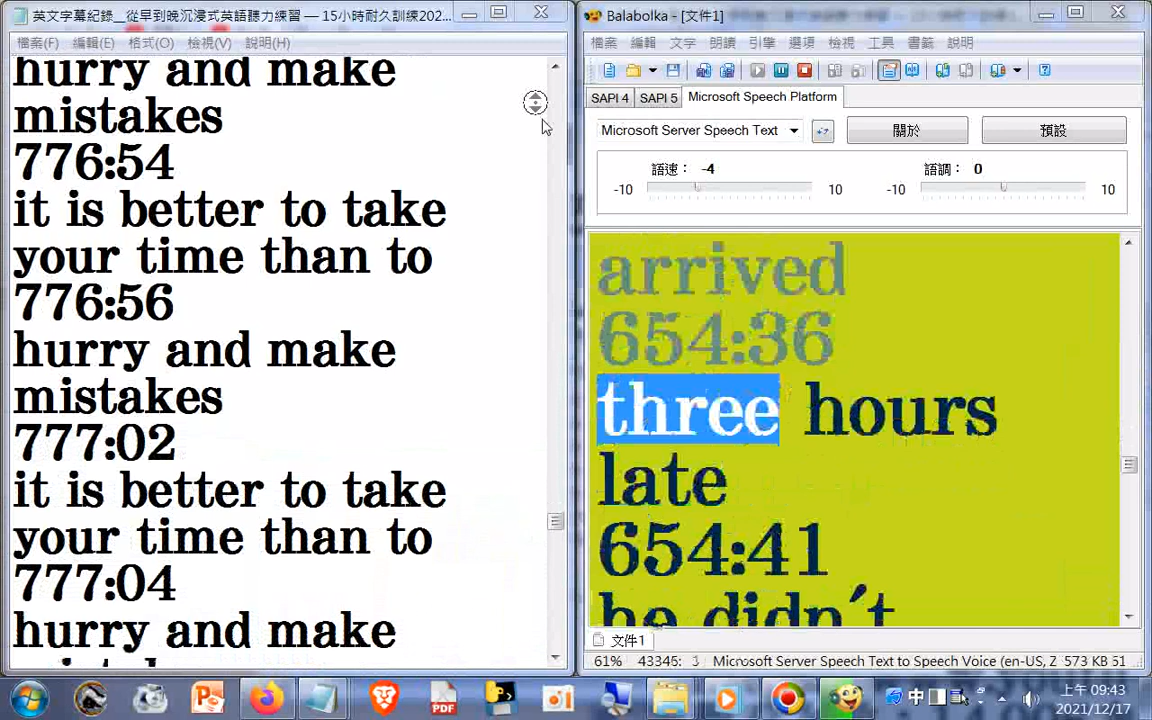 英文字幕紀錄__從早到晚沉浸式英語聽力練習 — 15小時耐久訓練202...
檔案(F) 編輯(E) 格式(O) 檢視(V) 說明(H)
hurry and make
mistakes
776:54
it is better to take
your time than to
776:56
hurry and make
mistakes
777:02
it is better to take
your time than to
777:04
hurry and make
Balabolka - [文件1]
檔案 編輯 文字 朗讀 引擎 選項 檢視 工具 書籤 說明
SAPI 4 SAPI 5 Microsoft Speech Platform
Microsoft Server Speech Text 關於 預設
語速: -4 語調: 0
-10 10 -10 10
arrived
654:36
three hours
late
654:41
he didn't
文件1
61% 43345: Microsoft Server Speech Text to Speech Voice (en-US, Z 573 KB 51
PDF 中 上午 09:43
2021/12/17